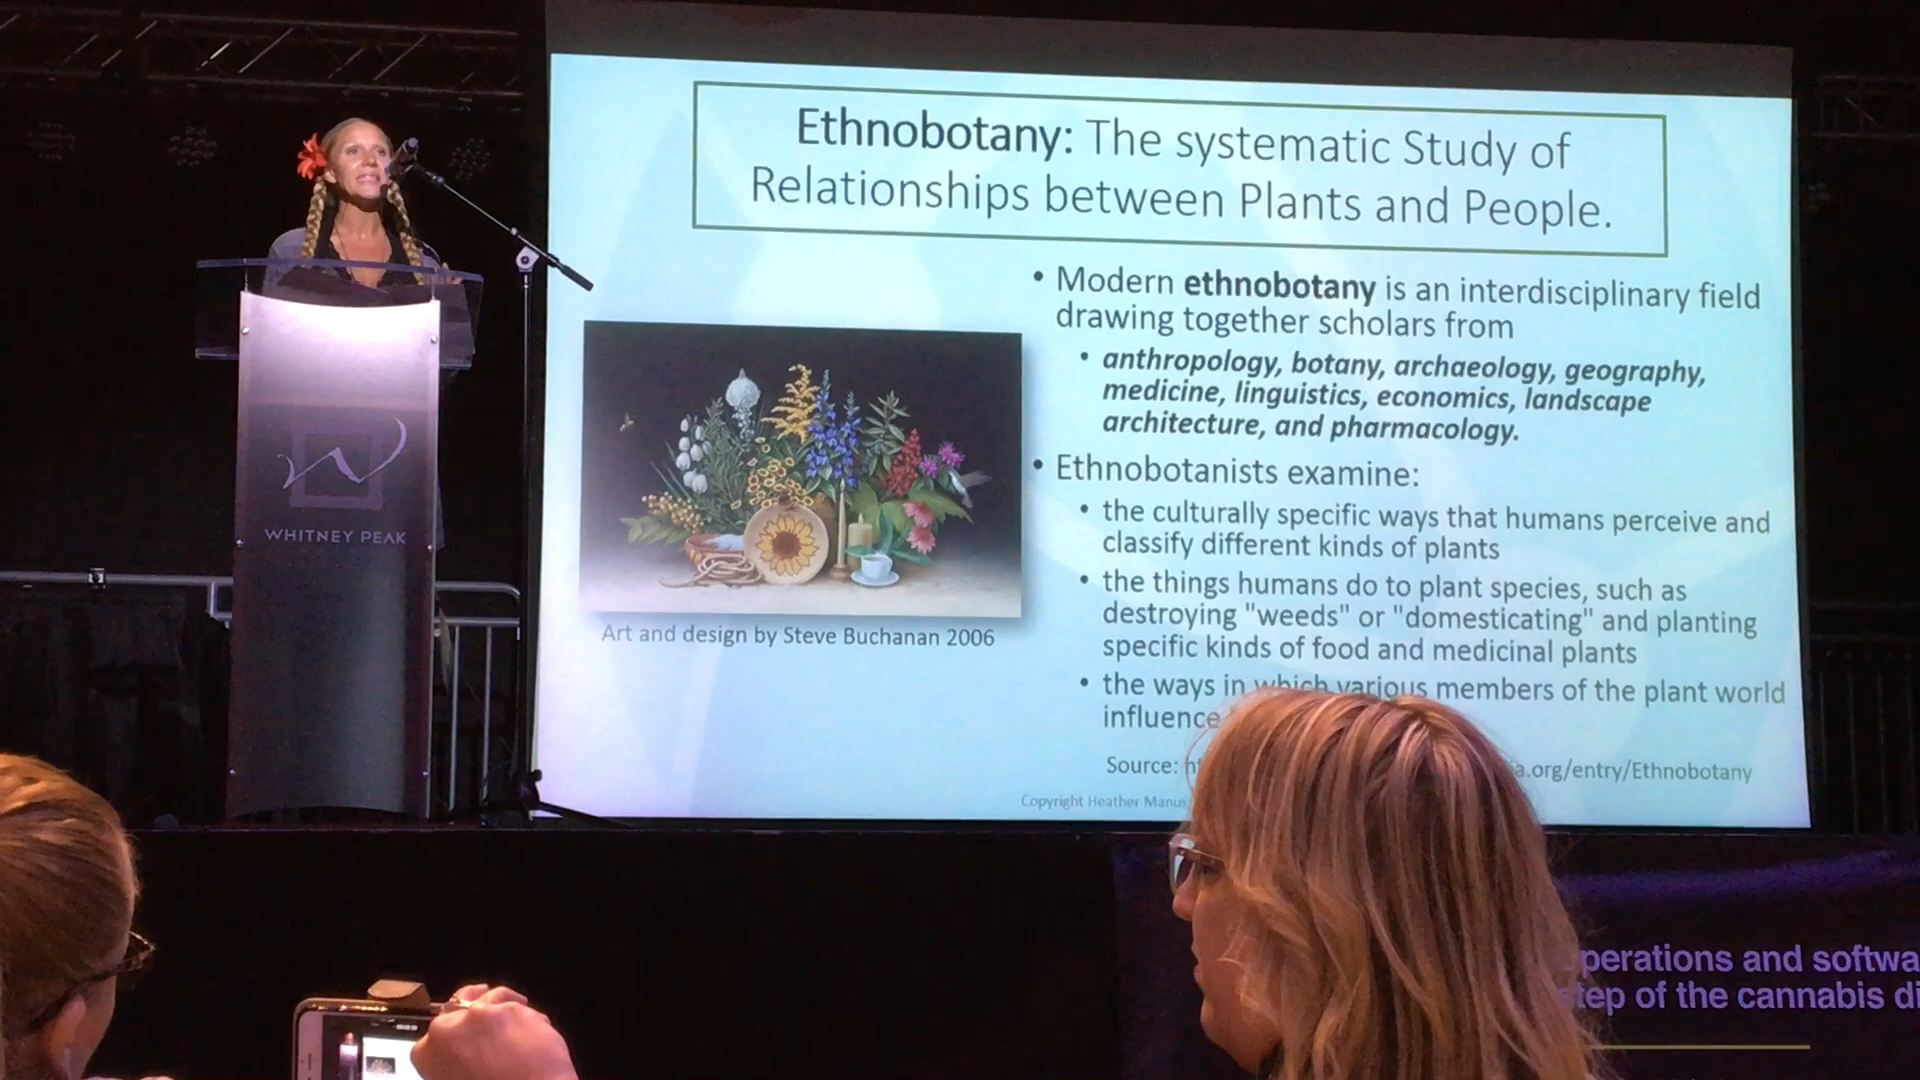 Ethnobotany: The systematic Study of
Relationships between Plants and People.
• Modern ethnobotany is an interdisciplinary field
drawing together scholars from
• anthropology, botany, archaeology, geography,
medicine, linguistics, economics, landscape
architecture, and pharmacology.
• Ethnobotanists examine:
• the culturally specific ways that humans perceive and
classify different kinds of plants
• the things humans do to plant species, such as
destroying "weeds" or "domesticating" and planting
specific kinds of food and medicinal plants
• the ways in which various members of the plant world
influence
Source: a.org/entry/Ethnobotany
Copyright Heather Manus
Art and design by Steve Buchanan 2006
W
WHITNEY PEAK
perations and softwa
tep of the cannabis di